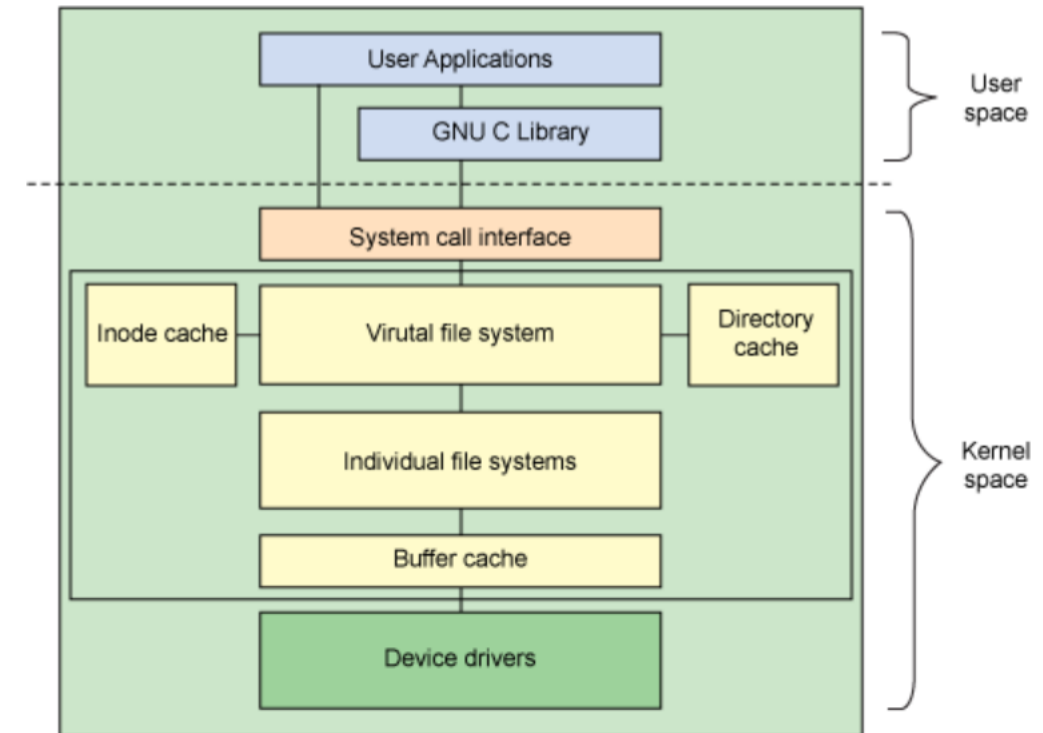 User Applications
User
space
GNU C Library
System call interface
Inode cache
Virutal file system
Directory
cache
Individual file systems
Kernel
space
Buffer cache
Device drivers